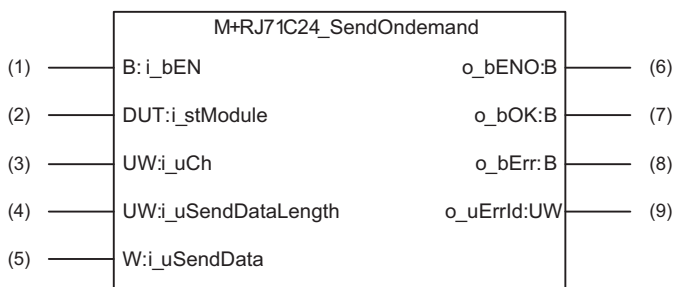 M+RJ71C24_SendOndemand
(1) B: i_bEN o_bENO:B (6)
(2) DUT:i_stModule o_bOK:B (7)
(3) UW:i_uCh o_bErr:B (8)
(4) UW:i_uSendDataLength o_uErrId:UW (9)
(5) W:i_uSendData